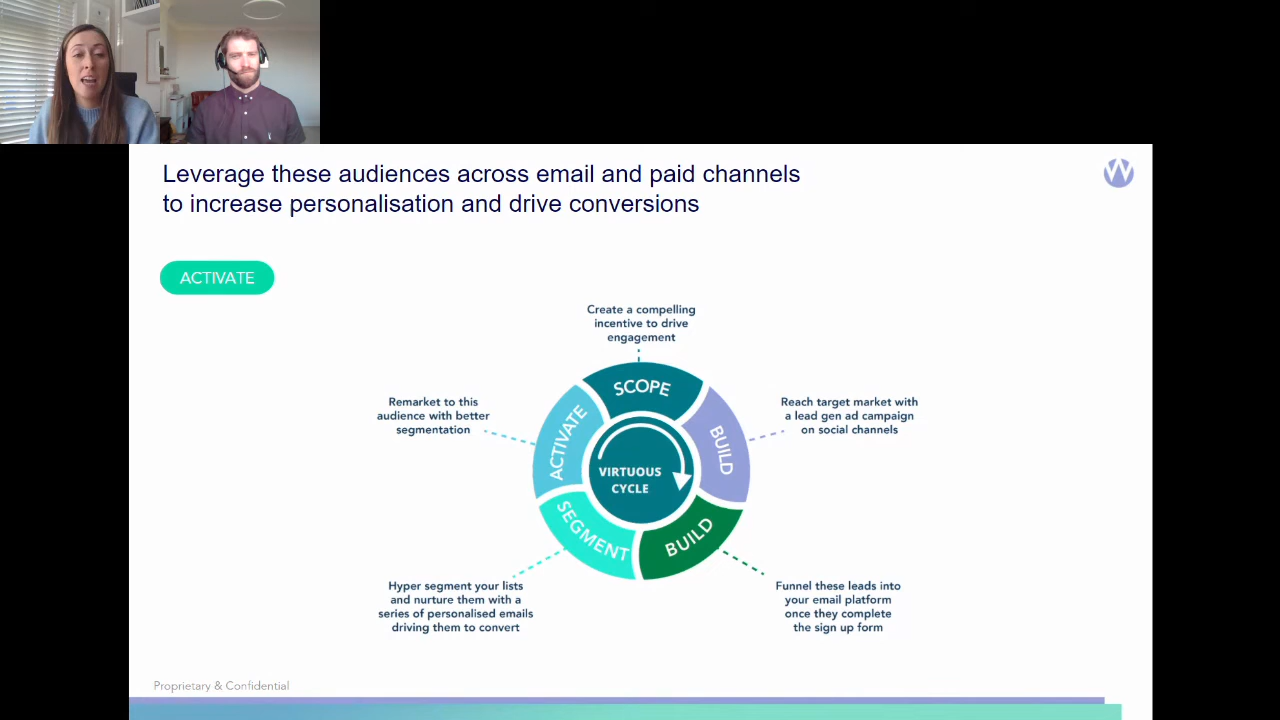 Leverage these audiences across email and paid channels
to increase personalisation and drive conversions
W
ACTIVATE
Create a compelling
incentive to drive
engagement
SCOPE
Remarket to this
audience with better
segmentation
Reach target market with
a lead gen ad campaign
on social channels
ACTIVATE
BUILD
VIRTUOUS
CYCLE
SEGMENT
BUILD
Hyper segment your lists
and nurture them with a
series of personalised emails
driving them to convert
Funnel these leads into
your email platform
once they complete
the sign up form
Proprietary & Confidential